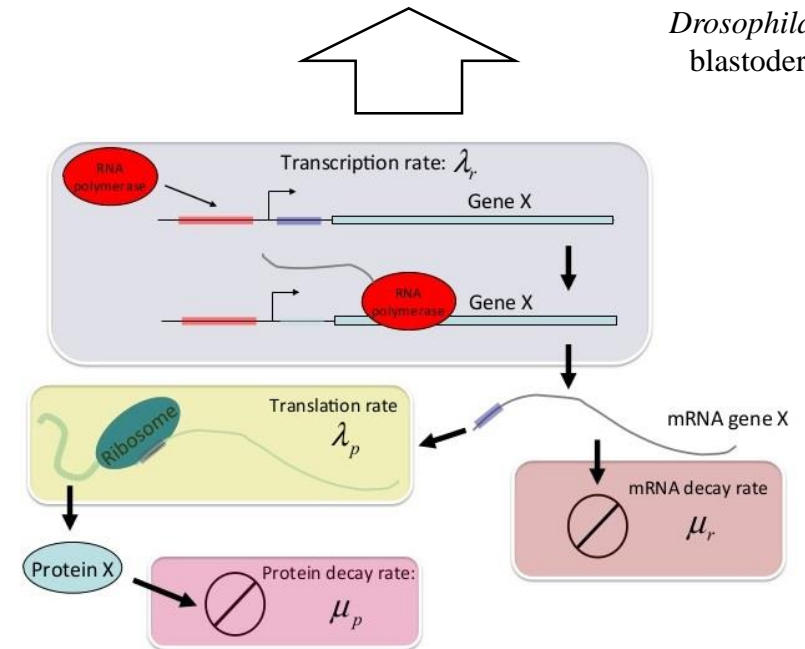 Drosophila
blastoder
RNA
polymerase
Transcription rate: λr
Gene X
RNA
polymerase
Gene X
Translation rate
λp
Ribosome
mRNA gene X
mRNA decay rate
μr
Protein X
Protein decay rate:
μp